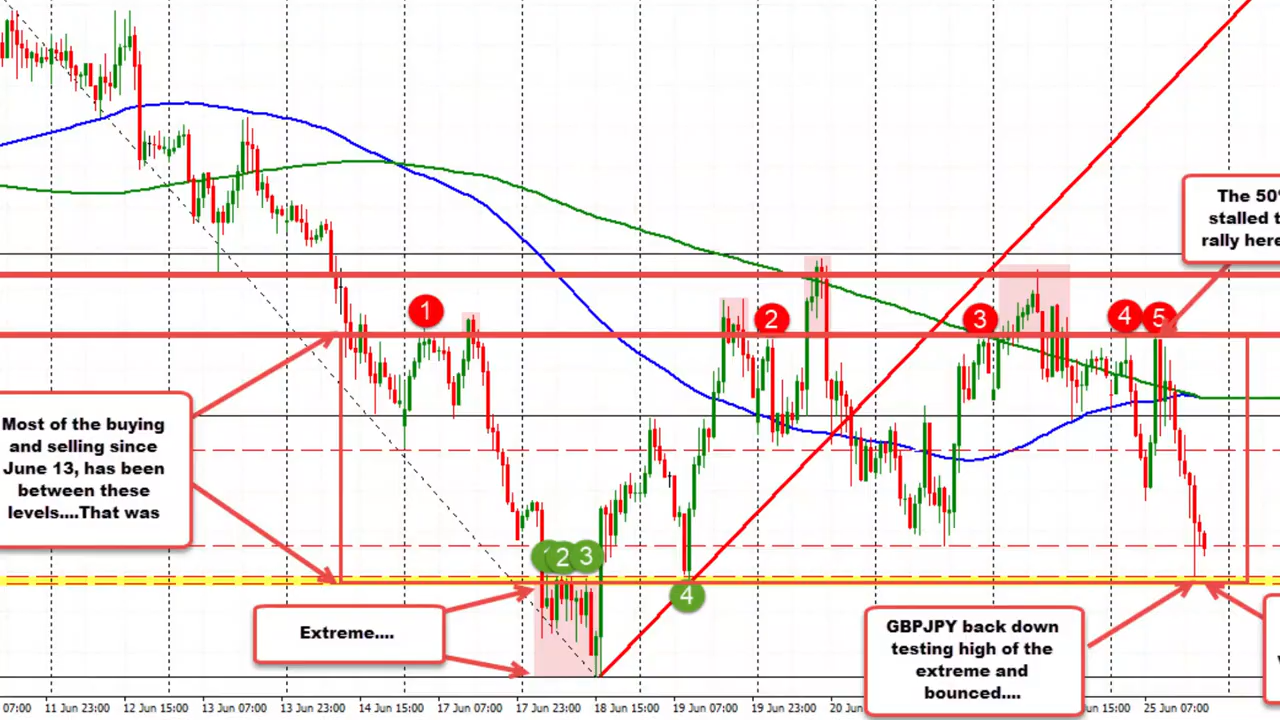 The 50%
stalled t
rally here
1
2
3
4
5
Most of the buying
and selling since
June 13, has been
between these
levels....That was
2
3
4
Extreme....
GBPJPY back down
testing high of the
extreme and
bounced....
07:00
11 Jun 23:00
12 Jun 15:00
13 Jun 07:00
13 Jun 23:00
14 Jun 15:00
17 Jun 07:00
17 Jun 23:00
18 Jun 15:00
19 Jun 07:00
19 Jun 23:00
20 Jun
15:00
25 Jun 07:00